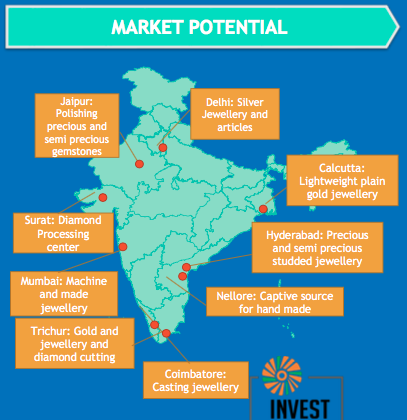 MARKET POTENTIAL
Jaipur:
Polishing
precious and
semi precious
gemstones
Delhi: Silver
Jewellery and
articles
Calcutta:
Lightweight plain
gold jewellery
Surat: Diamond
Processing
center
Hyderabad: Precious
and semi precious
studded jewellery
Mumbai: Machine
and made
jewellery
Nellore: Captive source
for hand made
Trichur: Gold and
jewellery and
diamond cutting
Coimbatore:
Casting jewellery
INVEST